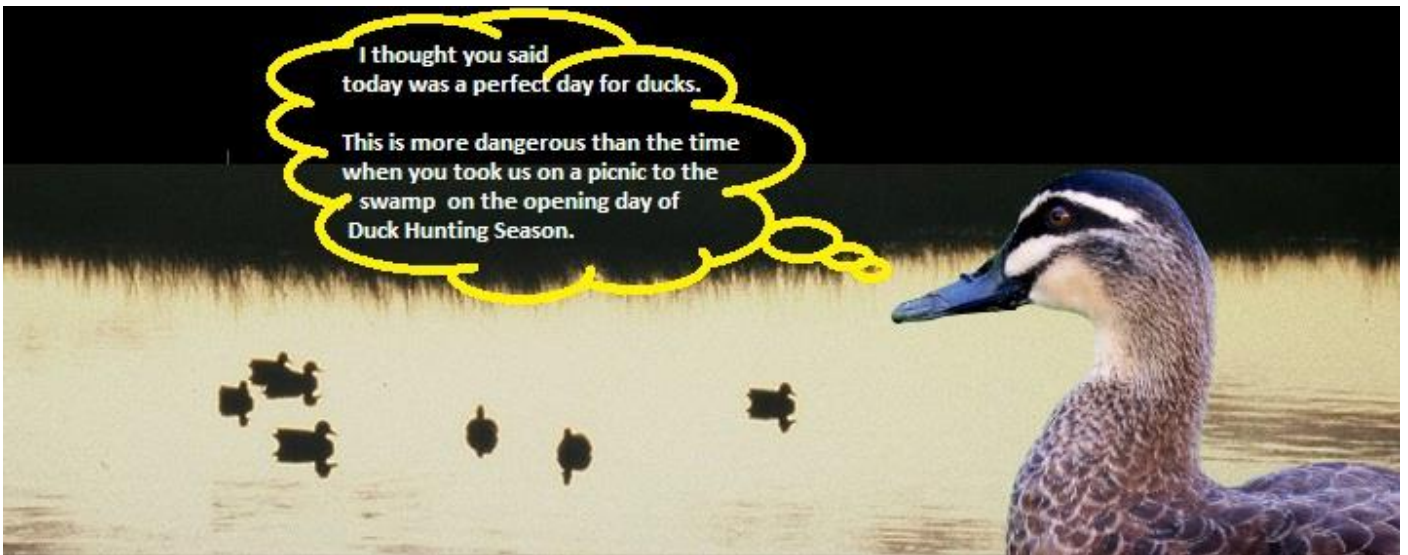 I thought you said
today was a perfect day for ducks.
This is more dangerous than the time
when you took us on a picnic to the
swamp on the opening day of
Duck Hunting Season.